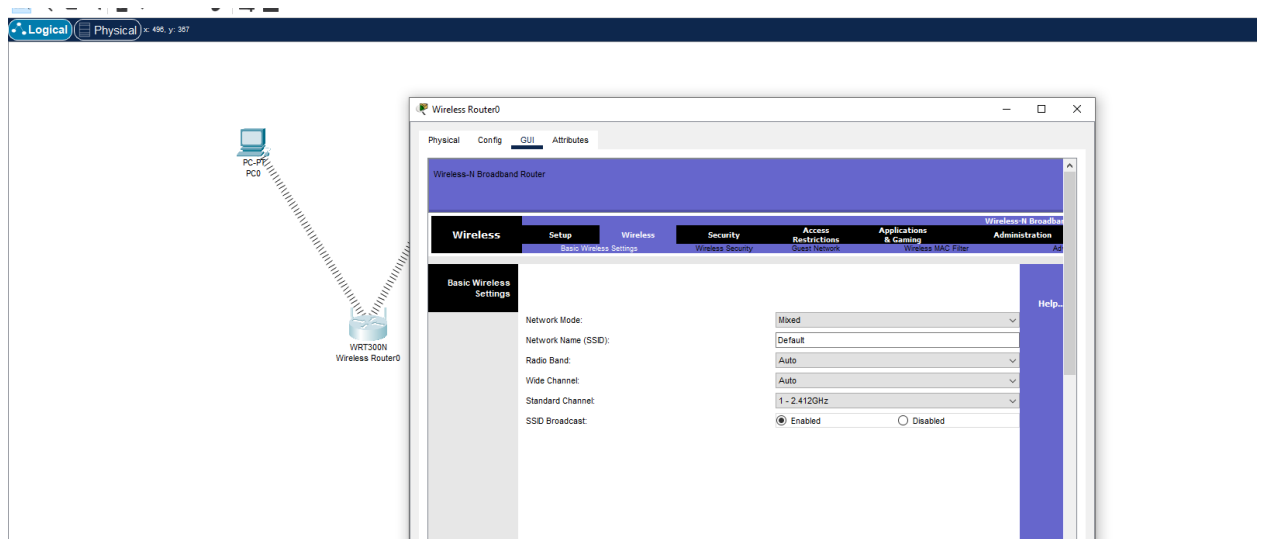 Logical Physical x: 496, y: 367
PC-PT
PC0
WRT300N
Wireless Router0
Wireless Router0
Physical Config GUI Attributes
Wireless-N Broadband Router
Wireless-N Broadba
Wireless Setup Wireless Security Access Restrictions Applications & Gaming Administration
Basic Wireless Settings Wireless Security Guest Network Wireless MAC Filter Ad
Basic Wireless
Settings
Help...
Network Mode: Mixed
Network Name (SSID): Default
Radio Band: Auto
Wide Channel: Auto
Standard Channel: 1 - 2.412GHz
SSID Broadcast: Enabled Disabled